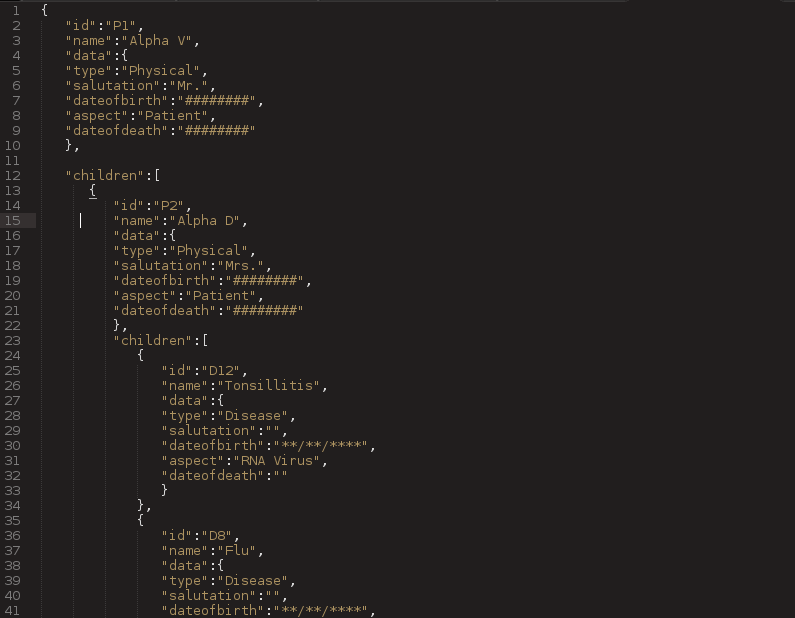 1 {
2 "id":"P1",
3 "name":"Alpha V",
4 "data":{
5 "type":"Physical",
6 "salutation":"Mr.",
7 "dateofbirth":"########",
8 "aspect":"Patient",
9 "dateofdeath":"########"
10 },
11
12 "children":[
13 {
14 "id":"P2",
15 "name":"Alpha D",
16 "data":{
17 "type":"Physical",
18 "salutation":"Mrs.",
19 "dateofbirth":"########",
20 "aspect":"Patient",
21 "dateofdeath":"########"
22 },
23 "children":[
24 {
25 "id":"D12",
26 "name":"Tonsillitis",
27 "data":{
28 "type":"Disease",
29 "salutation":"",
30 "dateofbirth":"**/**/****",
31 "aspect":"RNA Virus",
32 "dateofdeath":""
33 }
34 },
35 {
36 "id":"D8",
37 "name":"Flu",
38 "data":{
39 "type":"Disease",
40 "salutation":"",
41 "dateofbirth":"**/**/****",